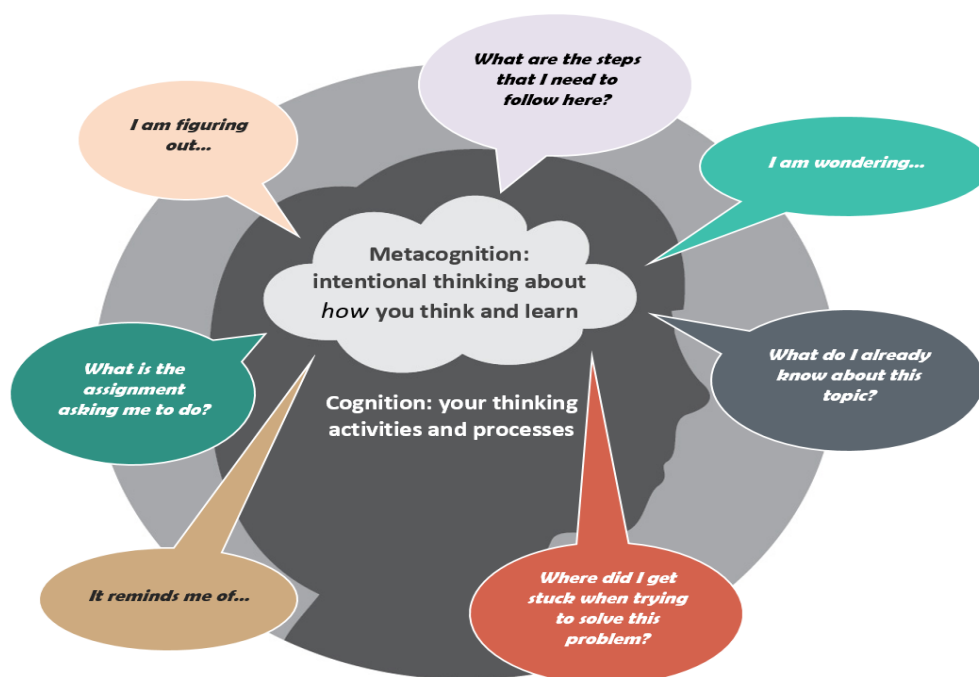 What are the steps
that I need to
follow here?
I am figuring
out...
I am wondering...
Metacognition:
intentional thinking about
how you think and learn
What is the
assignment
asking me to do?
What do I already
know about this
topic?
Cognition: your thinking
activities and processes
It reminds me of...
Where did I get
stuck when trying
to solve this
problem?